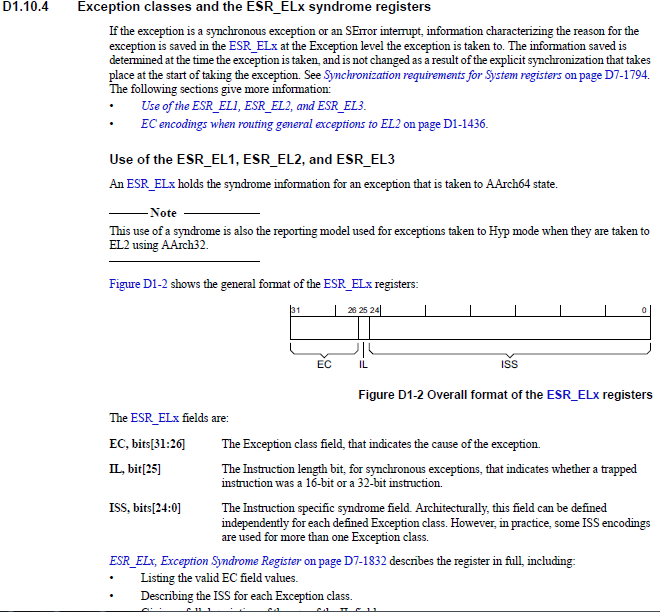 D1.10.4 Exception classes and the ESR_ELx syndrome registers
If the exception is a synchronous exception or an SError interrupt, information characterizing the reason for the
exception is saved in the ESR_ELx at the Exception level the exception is taken to. The information saved is
determined at the time the exception is taken, and is not changed as a result of the explicit synchronization that takes
place at the start of taking the exception. See Synchronization requirements for System registers on page D7-1794.
The following sections give more information:
• Use of the ESR_EL1, ESR_EL2, and ESR_EL3.
• EC encodings when routing general exceptions to EL2 on page D1-1436.
Use of the ESR_EL1, ESR_EL2, and ESR_EL3
An ESR_ELx holds the syndrome information for an exception that is taken to AArch64 state.
Note
This use of a syndrome is also the reporting model used for exceptions taken to Hyp mode when they are taken to
EL2 using AArch32.
Figure D1-2 shows the general format of the ESR_ELx registers:
31 26 25 24 0
EC IL ISS
Figure D1-2 Overall format of the ESR_ELx registers
The ESR_ELx fields are:
EC, bits[31:26] The Exception class field, that indicates the cause of the exception.
IL, bit[25] The Instruction length bit, for synchronous exceptions, that indicates whether a trapped
instruction was a 16-bit or a 32-bit instruction.
ISS, bits[24:0] The Instruction specific syndrome field. Architecturally, this field can be defined
independently for each defined Exception class. However, in practice, some ISS encodings
are used for more than one Exception class.
ESR_ELx, Exception Syndrome Register on page D7-1832 describes the register in full, including:
• Listing the valid EC field values.
• Describing the ISS for each Exception class.